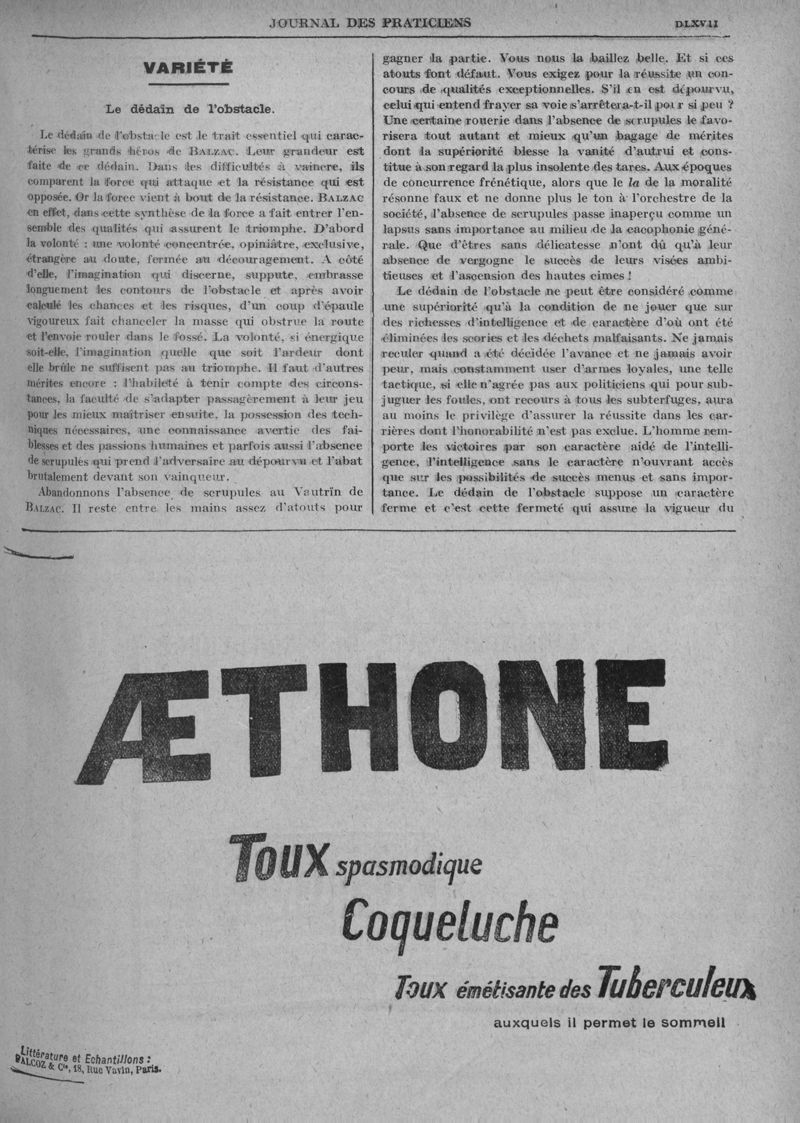 JOURNAL DES PRATICIENS
DLXVII
VARIÉTÉ
Le dédain de l'obstacle.
Le dédain de l'obstacle est le trait essentiel qui carac-
térise les grands héros de BALZAC. Leur grandeur est
faite de ce dédain. Dans les difficultés à vaincre, ils
comparent la force qui attaque et la résistance qui est
opposée. Or la force vient à bout de la résistance. BALZAC
en effet, dans cette synthèse de la force a fait entrer l'en-
semble des qualités qui assurent le triomphe. D'abord
la volonté : une volonté concentrée, opiniâtre, exclusive,
étrangère au doute, fermée au découragement. A côté
d'elle, l'imagination qui discerne, suppute, embrasse
longuement les contours de l'obstacle et après avoir
calculé les chances et les risques, d'un coup d'épaule
vigoureux fait chanceler la masse qui obstrue la route
et l'envoie rouler dans le fossé. La volonté, si énergique
soit-elle, l'imagination quelle que soit l'ardeur dont
elle brûle ne suffisent pas au triomphe. Il faut d'autres
mérites encore : l'habileté à tenir compte des circons-
tances, la faculté de s'adapter passagèrement à leur jeu
pour les mieux maîtriser ensuite, la possession des tech-
niques nécessaires, une connaissance avertie des fai-
blesses et des passions humaines et parfois aussi l'absence
de scrupules qui prend l'adversaire au dépourvu et l'abat
brutalement devant son vainqueur.
Abandonnons l'absence de scrupules au Vautrin de
BALZAC. Il reste entre les mains assez d'atouts pour
gagner la partie. Vous nous la baillez belle. Et si ces
atouts font défaut. Vous exigez pour la réussite un con-
cours de qualités exceptionnelles. S'il en est dépourvu,
celui qui entend frayer sa voie s'arrêtera-t-il pour si peu ?
Une certaine rouerie dans l'absence de scrupules le favo-
risera tout autant et mieux qu'un bagage de mérites
dont la supériorité blesse la vanité d'autrui et cons-
titue à son regard la plus insolente des tares. Aux époques
de concurrence frénétique, alors que le la de la moralité
résonne faux et ne donne plus le ton à l'orchestre de la
société, l'absence de scrupules passe inaperçu comme un
lapsus sans importance au milieu de la cacophonie géné-
rale. Que d'êtres sans délicatesse n'ont dû qu'à leur
absence de vergogne le succès de leurs visées ambi-
tieuses et l'ascension des hautes cimes !
Le dédain de l'obstacle ne peut être considéré comme
une supériorité qu'à la condition de ne jouer que sur
des richesses d'intelligence et de caractère d'où ont été
éliminées les scories et les déchets malfaisants. Ne jamais
reculer quand a été décidée l'avance et ne jamais avoir
peur, mais constamment user d'armes loyales, une telle
tactique, si elle n'agrée pas aux politiciens qui pour sub-
juguer les foules, ont recours à tous les subterfuges, aura
au moins le privilège d'assurer la réussite dans les car-
rières dont l'honorabilité n'est pas exclue. L'homme rem-
porte les victoires par son caractère aidé de l'intelli-
gence, l'intelligence sans le caractère n'ouvrant accès
que sur les possibilités de succès menus et sans impor-
tance. Le dédain de l'obstacle suppose un caractère
ferme et c'est cette fermeté qui assure la vigueur du
ÆTHONE
Toux spasmodique
Coqueluche
Toux émétisante des Tuberculeux
auxquels il permet le sommeil
Littérature et Echantillons :
FALCOZ & Cie, 18, Rue Vavin, Paris.